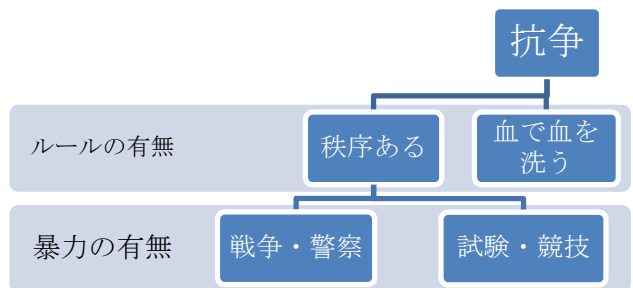 抗争
ルールの有無
秩序ある
血で血を
洗う
暴力の有無
戦争・警察
試験・競技